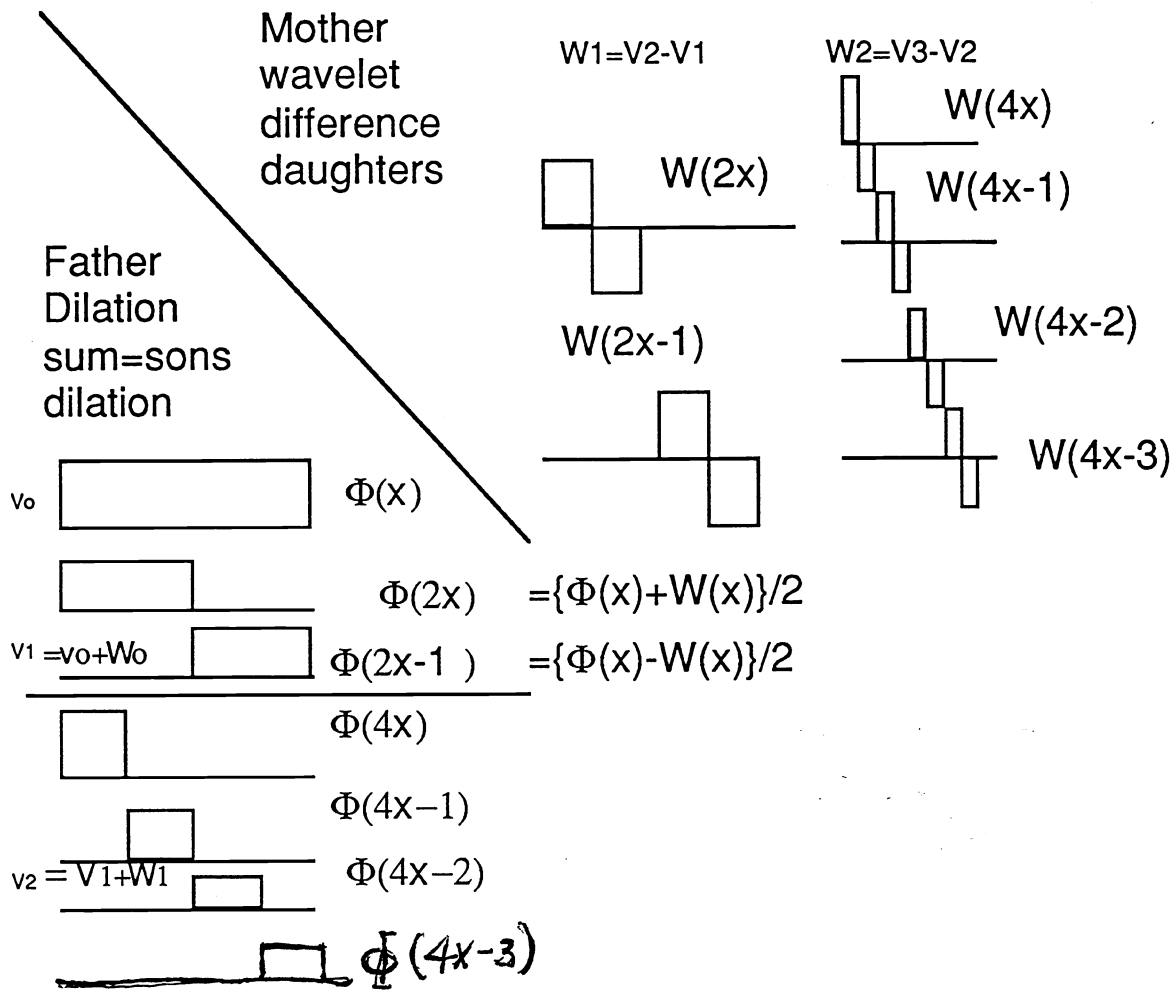 Mother
wavelet
difference
daughters
W1=V2-V1
W2=V3-V2
W(4x)
W(2x)
W(4x-1)
Father
Dilation
sum=sons
dilation
W(2x-1)
W(4x-2)
W(4x-3)
Vo
Φ(x)
Φ(2x) ={Φ(x)+W(x)}/2
V1 =vo+Wo
Φ(2x-1 ) ={Φ(x)-W(x)}/2
Φ(4x)
Φ(4x−1)
V2 = V1+W1
Φ(4x−2)
Φ(4x-3)